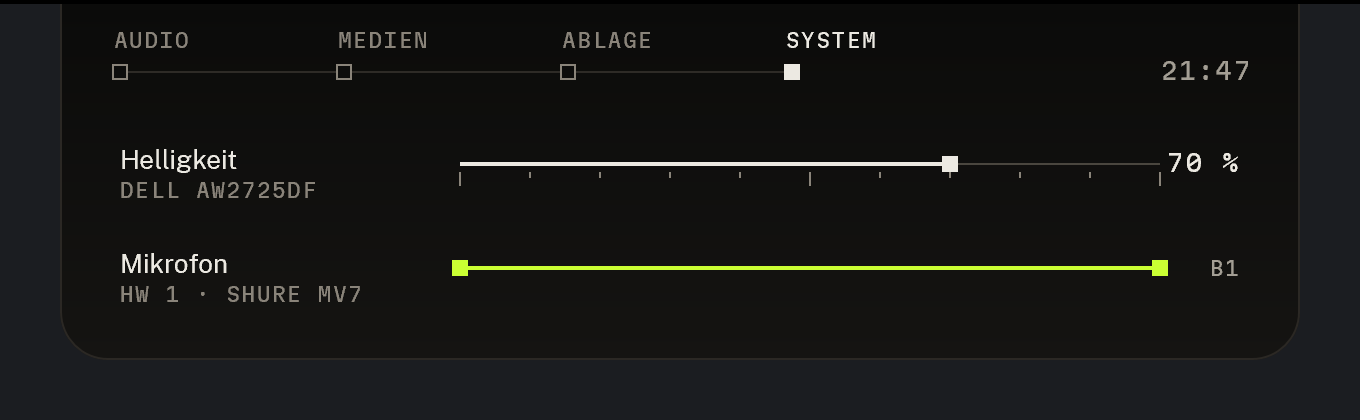 AUDIO MEDIEN ABLAGE SYSTEM
21:47
Helligkeit
70 %
DELL AW2725DF
Mikrofon
B1
HW 1 · SHURE MV7